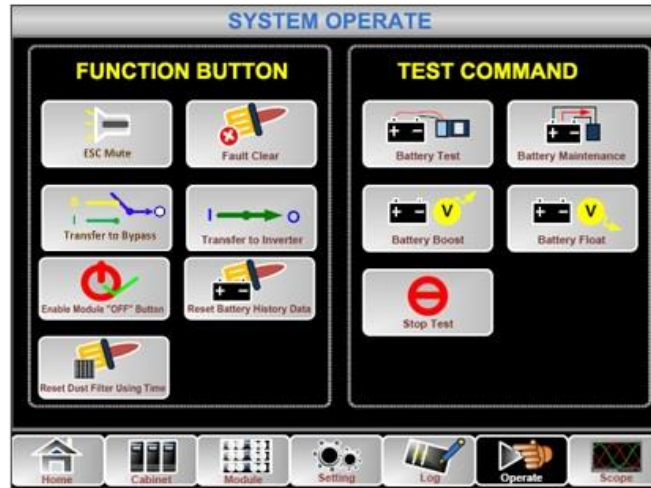 SYSTEM OPERATE
FUNCTION BUTTON
ESC Mute
Fault Clear
Transfer to Bypass
I
O
Transfer to Inverter
Enable Module "OFF" Button
Reset Battery History Data
Reset Dust Filter Using Time
TEST COMMAND
Battery Test
Battery Maintenance
V
Battery Boost
V
Battery Float
Stop Test
Home
Cabinet
Module
Setting
Log
Operate
Scope